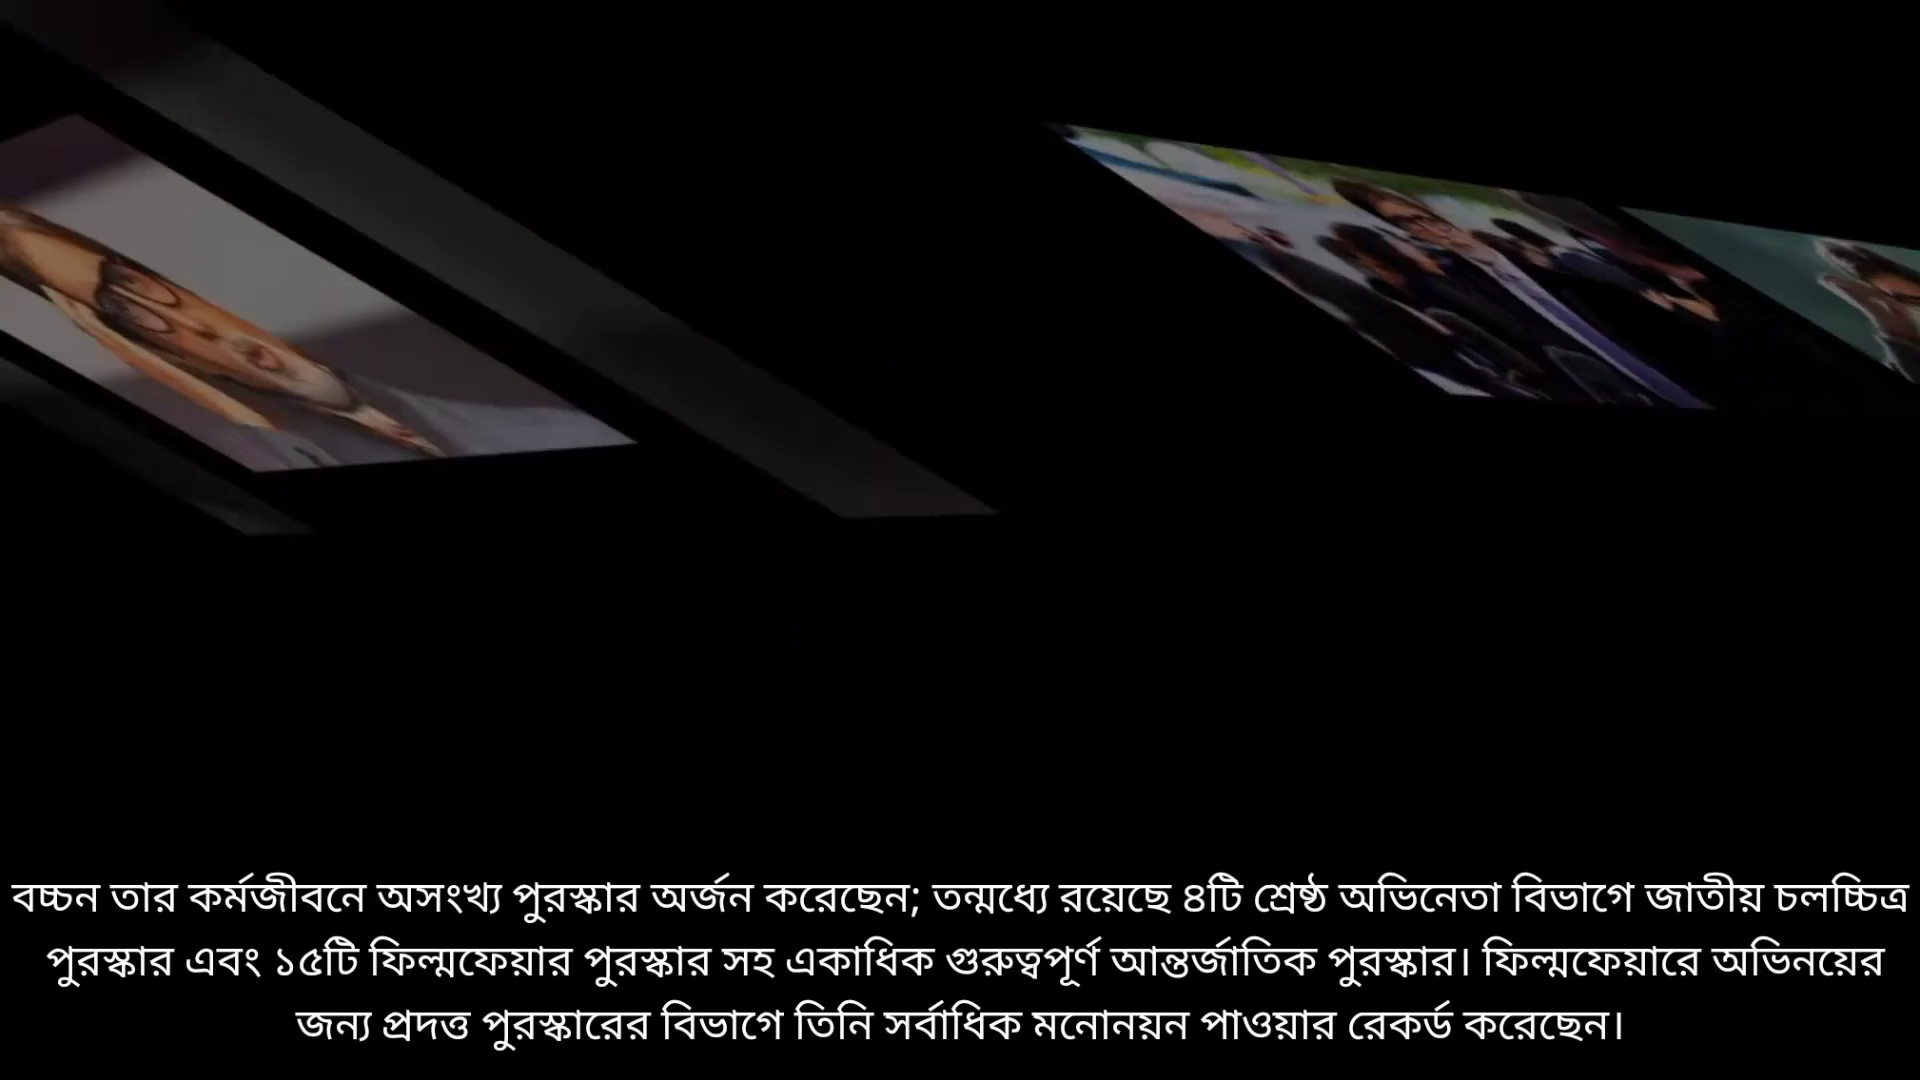 বচ্চন তার কর্মজীবনে অসংখ্য পুরস্কার অর্জন করেছেন; তন্মধ্যে রয়েছে ৪টি শ্রেষ্ঠ অভিনেতা বিভাগে জাতীয় চলচ্চিত্র
পুরস্কার এবং ১৫টি ফিল্মফেয়ার পুরস্কার সহ একাধিক গুরুত্বপূর্ণ আন্তর্জাতিক পুরস্কার। ফিল্মফেয়ারে অভিনয়ের
জন্য প্রদত্ত পুরস্কারের বিভাগে তিনি সর্বাধিক মনোনয়ন পাওয়ার রেকর্ড করেছেন।